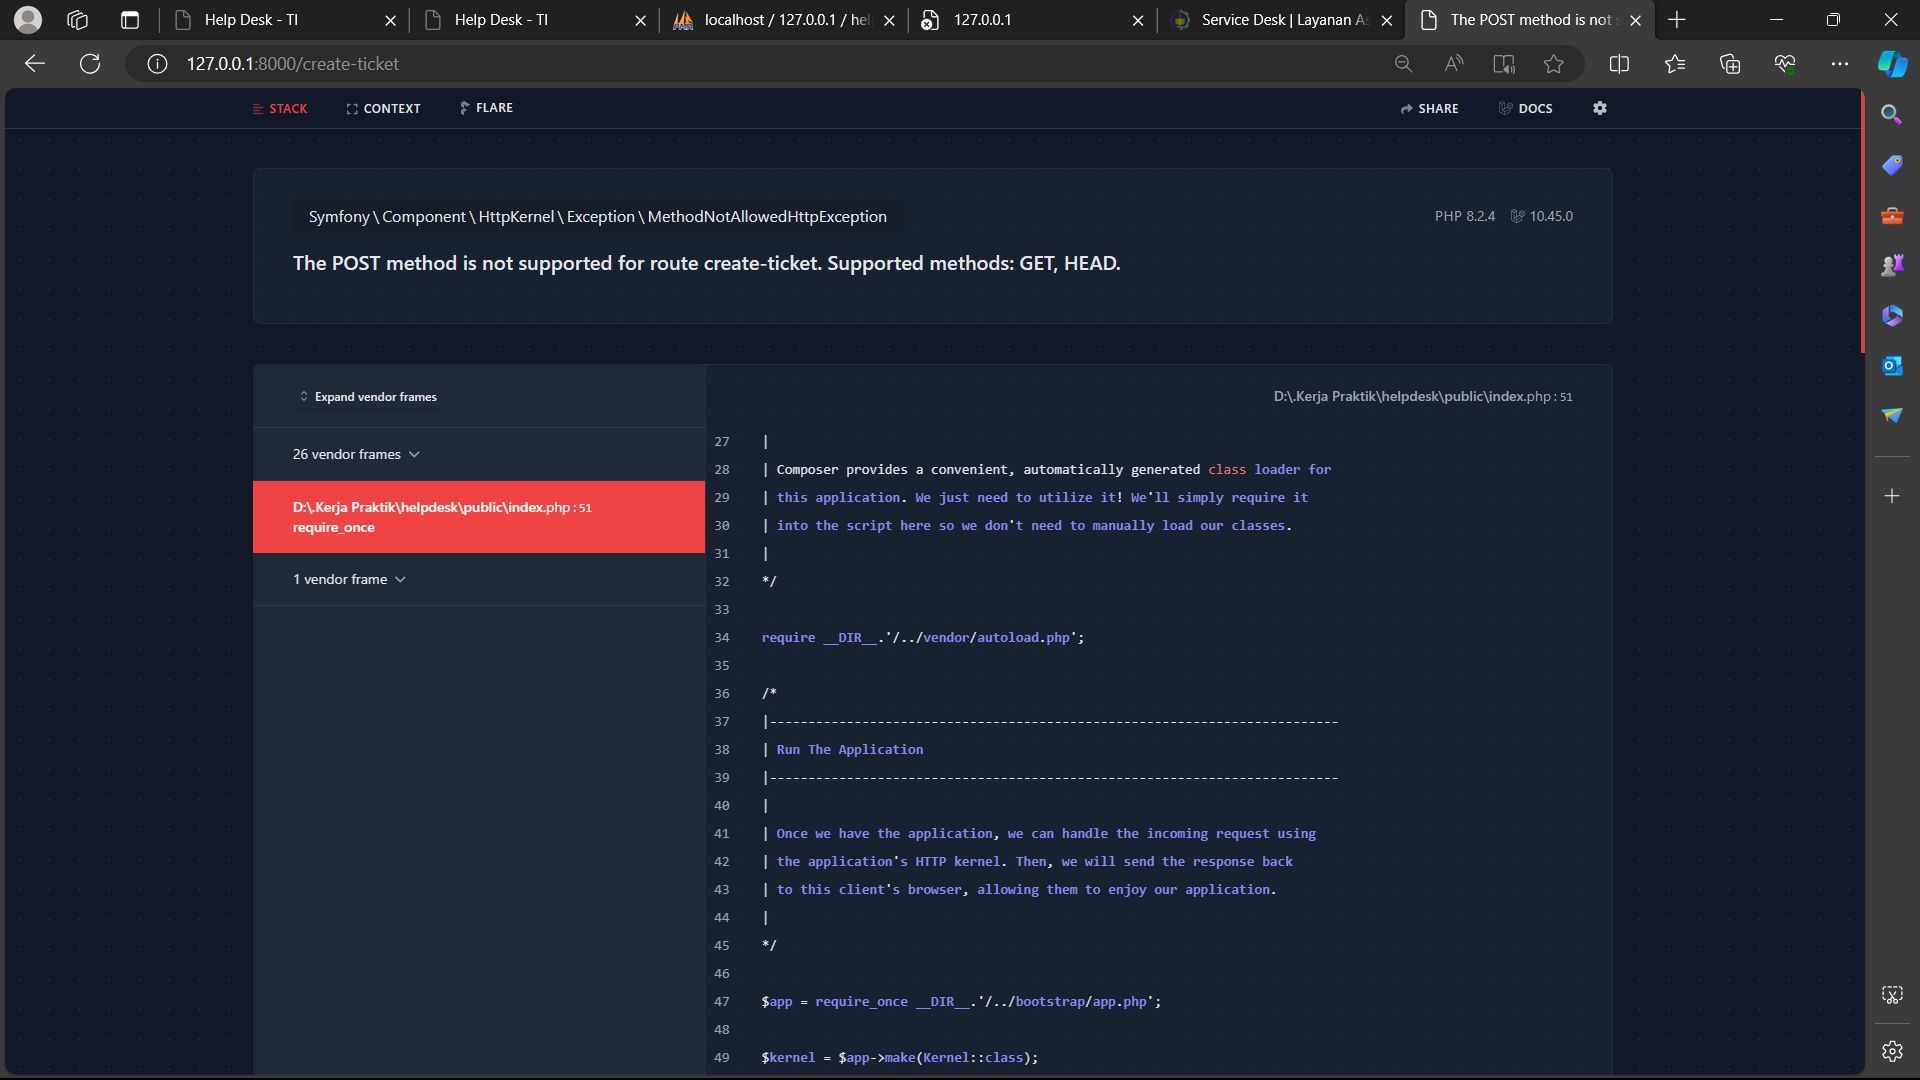 Help Desk - TI
Help Desk - TI
localhost / 127.0.0.1 / hel
127.0.0.1
Service Desk | Layanan As
The POST method is not s
127.0.0.1:8000/create-ticket
STACK
CONTEXT
FLARE
SHARE
DOCS
Symfony\Component\HttpKernel\Exception\MethodNotAllowedHttpException
PHP 8.2.4
10.45.0
The POST method is not supported for route create-ticket. Supported methods: GET, HEAD.
Expand vendor frames
26 vendor frames
D:\.Kerja Praktik\helpdesk\public\index.php:51
require_once
1 vendor frame
D:\.Kerja Praktik\helpdesk\public\index.php:51
27 |
28 | Composer provides a convenient, automatically generated class loader for
29 | this application. We just need to utilize it! We'll simply require it
30 | into the script here so we don't need to manually load our classes.
31 |
32 */
33
34 require __DIR__.'/../vendor/autoload.php';
35
36 /*
37 |--------------------------------------------------------------------------
38 | Run The Application
39 |--------------------------------------------------------------------------
40 |
41 | Once we have the application, we can handle the incoming request using
42 | the application's HTTP kernel. Then, we will send the response back
43 | to this client's browser, allowing them to enjoy our application.
44 |
45 */
46
47 $app = require_once __DIR__.'/../bootstrap/app.php';
48
49 $kernel = $app->make(Kernel::class);